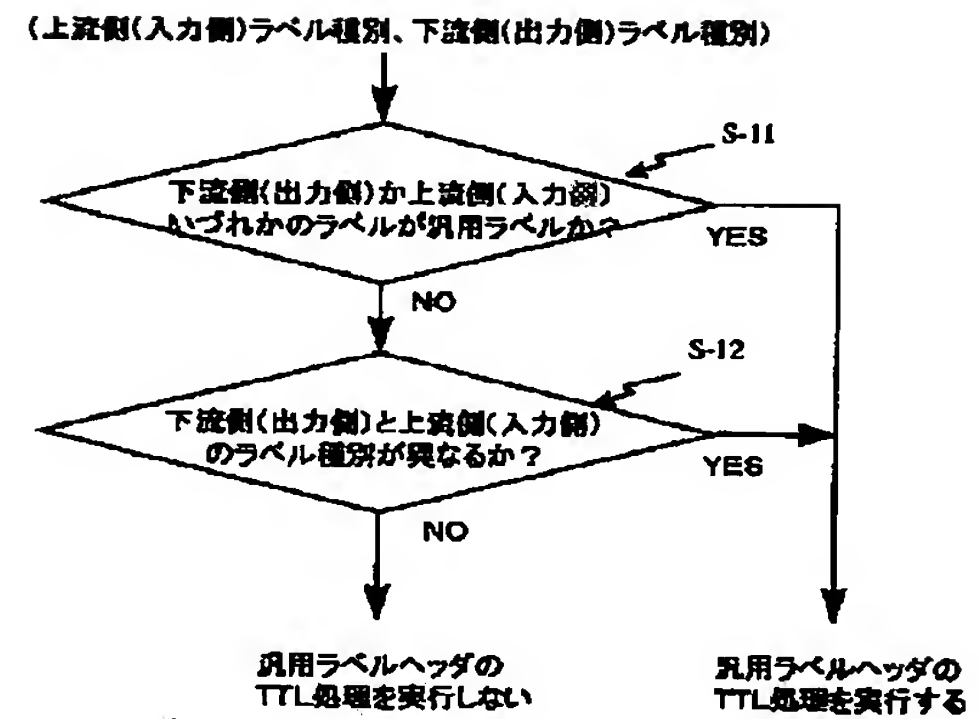 (上流側(入力側)ラベル種別、下流側(出力側)ラベル種別)
S-11
下流側(出力側)か上流側(入力側)
いづれかのラベルが汎用ラベルか?
YES
NO
S-12
下流側(出力側)と上流側(入力側)
のラベル種別が異なるか?
YES
NO
汎用ラベルヘッダの
TTL処理を実行しない
汎用ラベルヘッダの
TTL処理を実行する